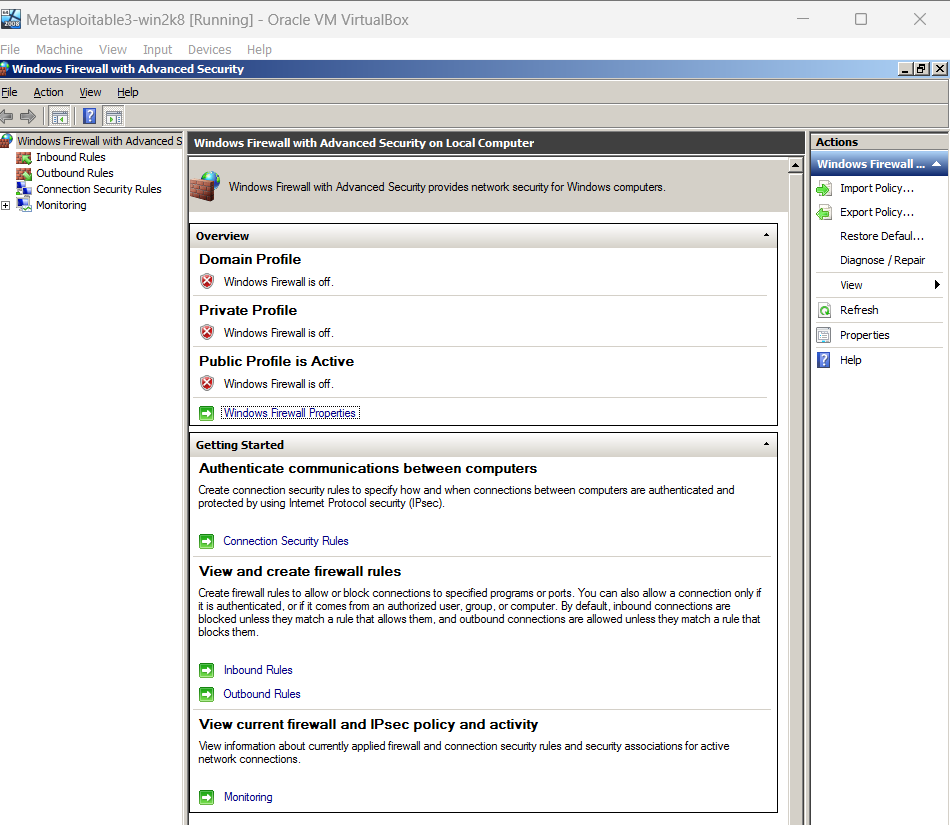 Metasploitable3-win2k8 [Running] - Oracle VM VirtualBox
File Machine View Input Devices Help
Windows Firewall with Advanced Security
File Action View Help
Windows Firewall with Advanced S
Inbound Rules
Outbound Rules
Connection Security Rules
Monitoring
Windows Firewall with Advanced Security on Local Computer
Windows Firewall with Advanced Security provides network security for Windows computers.
Overview
Domain Profile
Windows Firewall is off.
Private Profile
Windows Firewall is off.
Public Profile is Active
Windows Firewall is off.
Windows Firewall Properties
Getting Started
Authenticate communications between computers
Create connection security rules to specify how and when connections between computers are authenticated and
protected by using Internet Protocol security (IPsec).
Connection Security Rules
View and create firewall rules
Create firewall rules to allow or block connections to specified programs or ports. You can also allow a connection only if
it is authenticated, or if it comes from an authorized user, group, or computer. By default, inbound connections are
blocked unless they match a rule that allows them, and outbound connections are allowed unless they match a rule that
blocks them.
Inbound Rules
Outbound Rules
View current firewall and IPsec policy and activity
View information about currently applied firewall and connection security rules and security associations for active
network connections.
Monitoring
Actions
Windows Firewall ...
Import Policy...
Export Policy...
Restore Defaul...
Diagnose / Repair
View
Refresh
Properties
Help